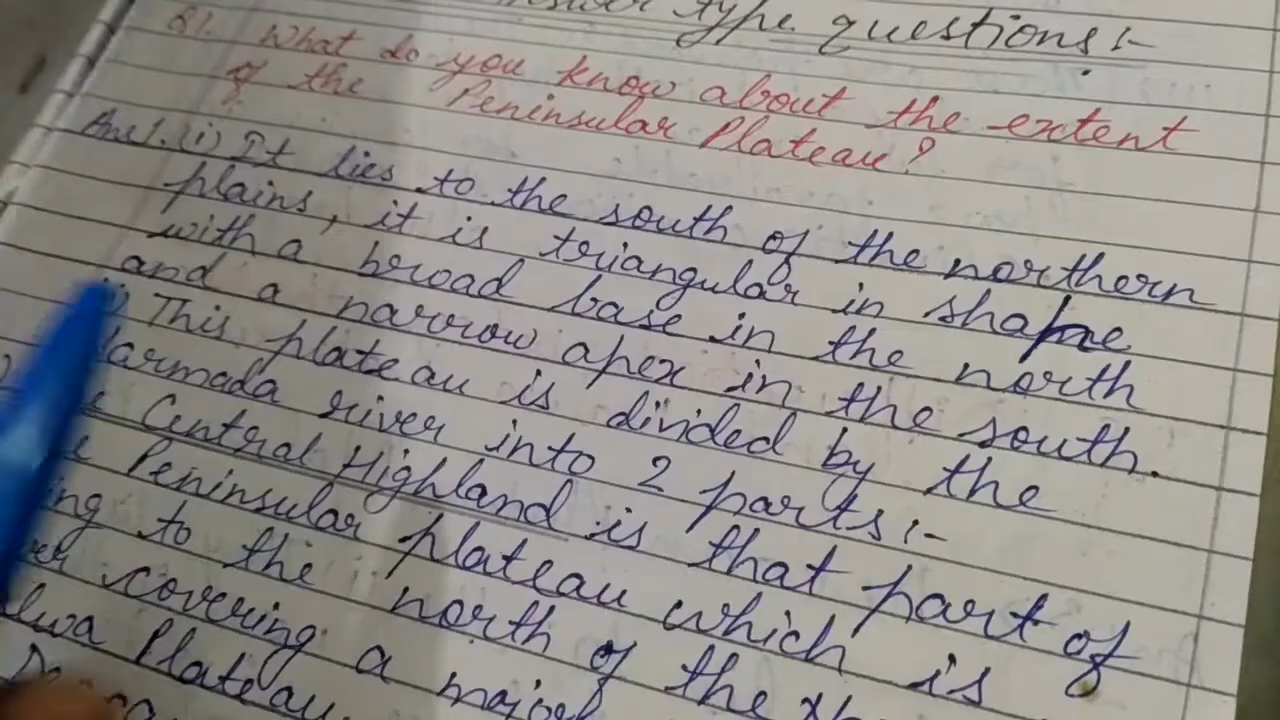 type questions:-
Q1. What do you know about the extent
of the Peninsular Plateau?
Ans 1. (i) It lies to the south of the northern
plains, it is triangular in shape
with a broad base in the north
and a narrow apex in the south.
This plateau is divided by the
Narmada river into 2 parts:-
Central Highland is that part of
Peninsular plateau which is
to the north of the
covering a major
Plateau.